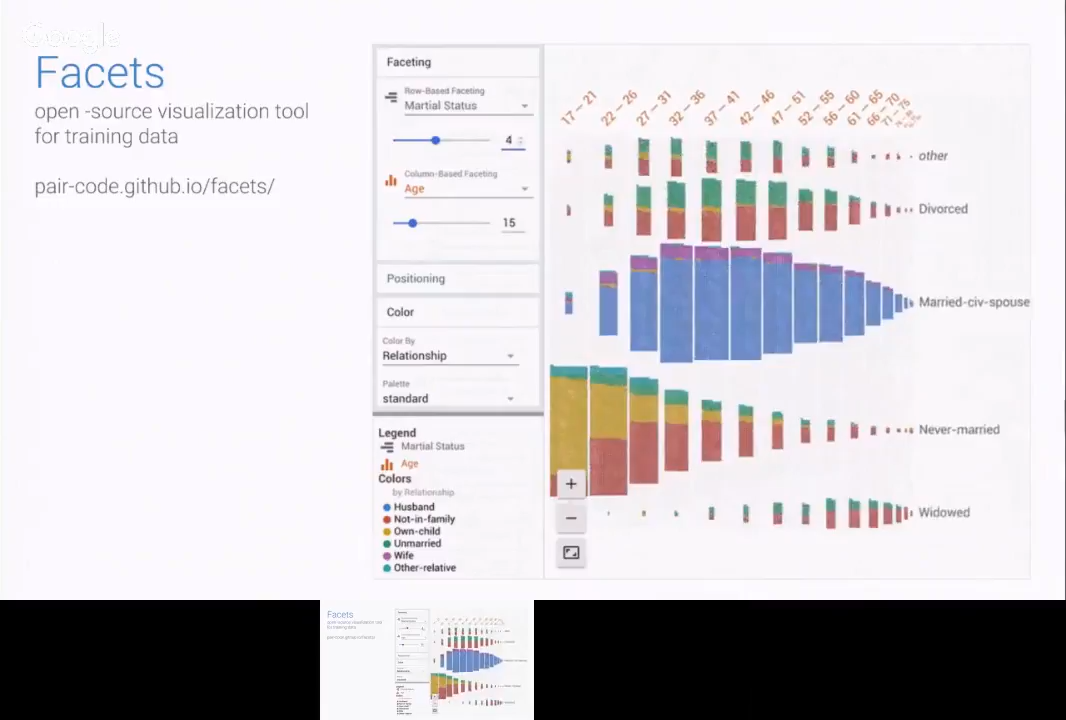 Google
Facets
open -source visualization tool
for training data
pair-code.github.io/facets/
Faceting
Row-Based Faceting
Martial Status
4
Column-Based Faceting
Age
15
Positioning
Color
Color By
Relationship
Palette
standard
Legend
Martial Status
Age
Colors
by Relationship
Husband
Not-in-family
Own-child
Unmarried
Wife
Other-relative
17 – 21
22 – 26
27 – 31
32 – 36
37 – 41
42 – 46
47 – 51
52 – 55
56 – 60
61 – 65
66 – 70
71 – 75
other
Divorced
Married-civ-spouse
Never-married
Widowed
+
−
Facets